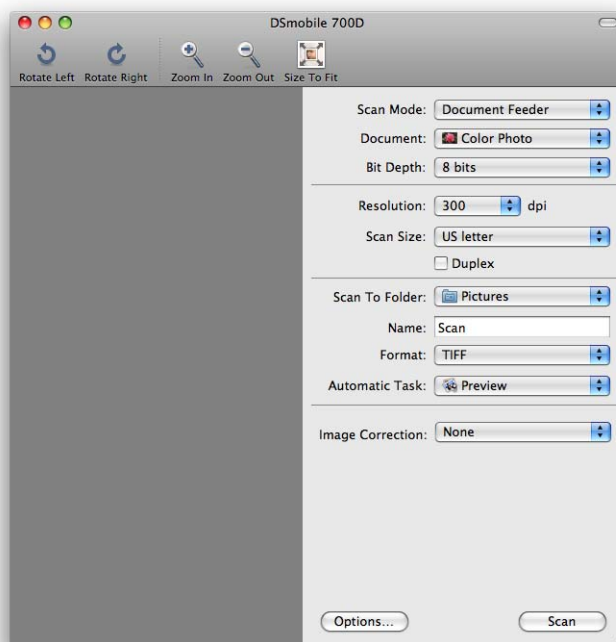 DSmobile 700D
Rotate Left Rotate Right Zoom In Zoom Out Size To Fit
Scan Mode: Document Feeder
Document: Color Photo
Bit Depth: 8 bits
Resolution: 300 dpi
Scan Size: US letter
Duplex
Scan To Folder: Pictures
Name: Scan
Format: TIFF
Automatic Task: Preview
Image Correction: None
Options... Scan